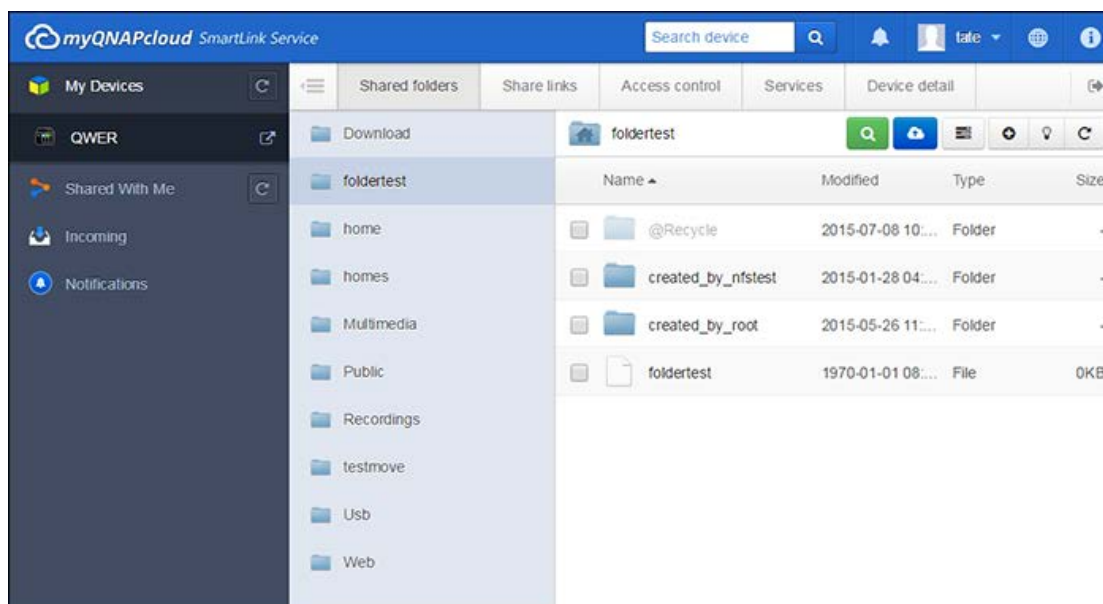 myQNAPcloud SmartLink Service
Search device
tate
My Devices
QWER
Shared With Me
Incoming
Notifications
Shared folders Share links Access control Services Device detail
Download
foldertest
home
homes
Multimedia
Public
Recordings
testmove
Usb
Web
foldertest
Name Modified Type Size
@Recycle 2015-07-08 10:... Folder
created_by_nfstest 2015-01-28 04:... Folder
created_by_root 2015-05-26 11:... Folder
foldertest 1970-01-01 08:... File 0KB